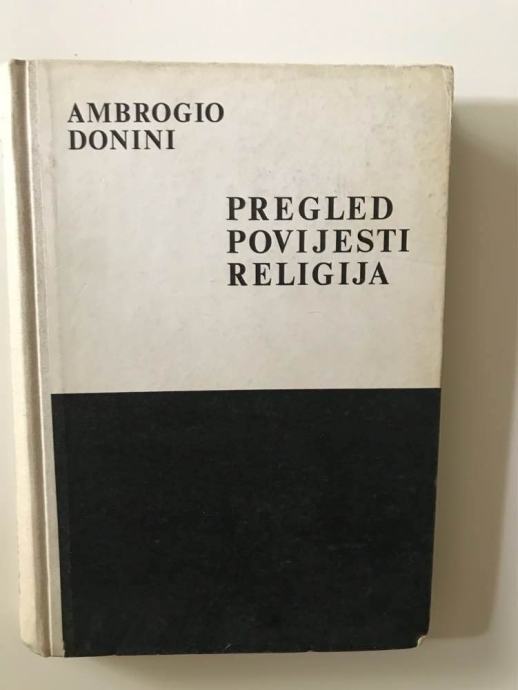 AMBROGIO
DONINI
PREGLED
POVIJESTI
RELIGIJA